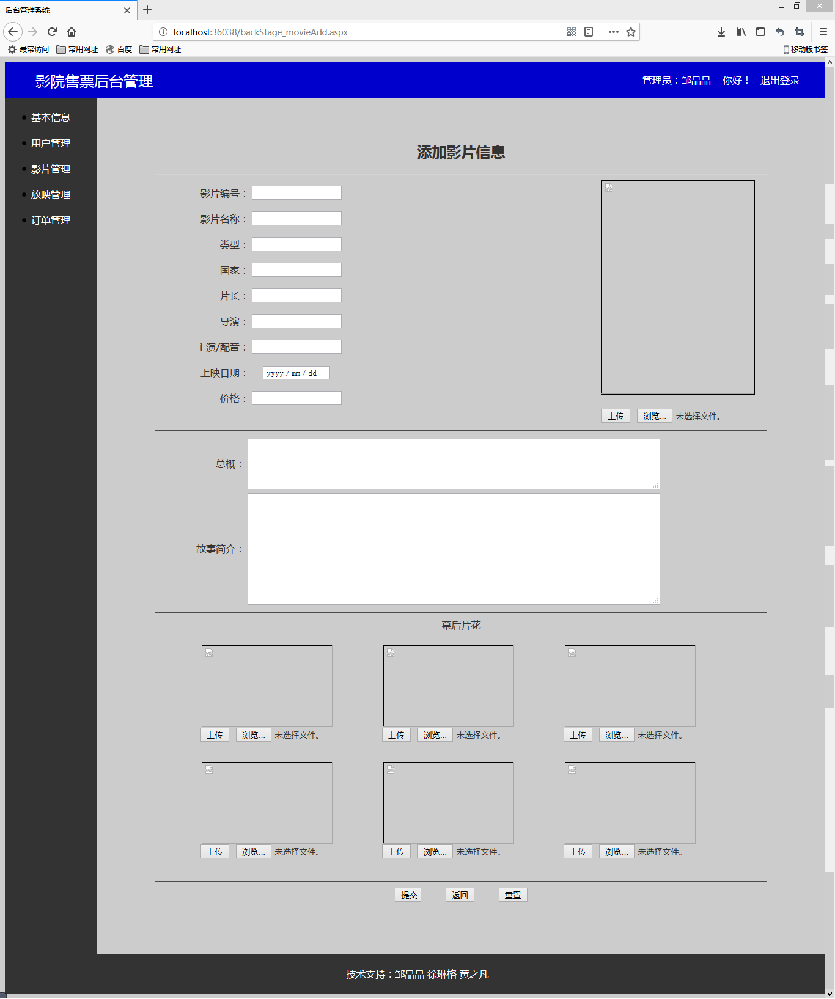 后台管理系统
localhost:36038/backStage_movieAdd.aspx
最常访问 常用网址 百度 常用网址 移动版书签
影院售票后台管理 管理员：邹晶晶 你好！ 退出登录
基本信息
用户管理
影片管理
放映管理
订单管理
添加影片信息
影片编号：
影片名称：
类型：
国家：
片长：
导演：
主演/配音：
上映日期： yyyy / mm / dd
价格：
上传 浏览... 未选择文件。
总概：
故事简介：
幕后片花
上传 浏览... 未选择文件。 上传 浏览... 未选择文件。 上传 浏览... 未选择文件。
上传 浏览... 未选择文件。 上传 浏览... 未选择文件。 上传 浏览... 未选择文件。
提交 返回 重置
技术支持：邹晶晶 徐琳格 黄之凡